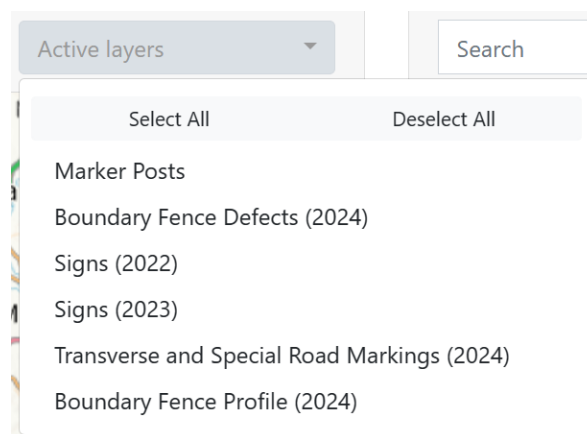 Active layers
Search
Select All
Deselect All
Marker Posts
Boundary Fence Defects (2024)
Signs (2022)
Signs (2023)
Transverse and Special Road Markings (2024)
Boundary Fence Profile (2024)